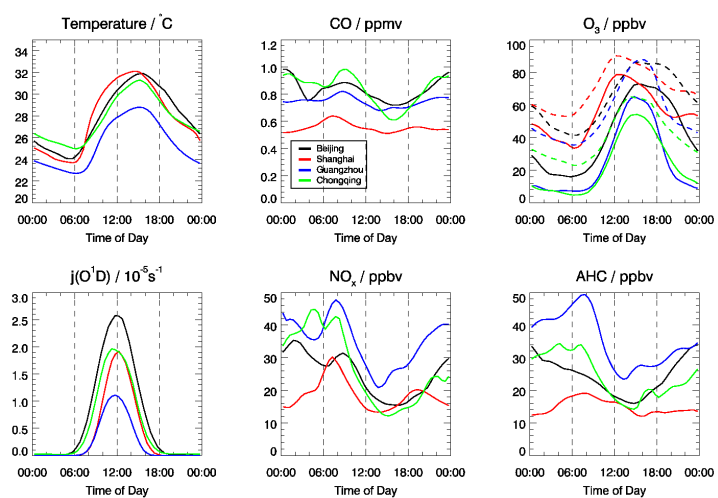 Temperature / °C
34
32
30
28
26
24
22
20
00:00 06:00 12:00 18:00 00:00
Time of Day
CO / ppmv
1.2
1.0
0.8
0.6
0.4
0.2
0.0
Beijing
Shanghai
Guangzhou
Chongqing
00:00 06:00 12:00 18:00 00:00
Time of Day
O3 / ppbv
100
80
60
40
20
0
00:00 06:00 12:00 18:00 00:00
Time of Day
j(O1D) / 10-5s-1
3.0
2.5
2.0
1.5
1.0
0.5
0.0
00:00 06:00 12:00 18:00 00:00
Time of Day
NOx / ppbv
50
40
30
20
10
0
00:00 06:00 12:00 18:00 00:00
Time of Day
AHC / ppbv
50
40
30
20
10
0
00:00 06:00 12:00 18:00 00:00
Time of Day